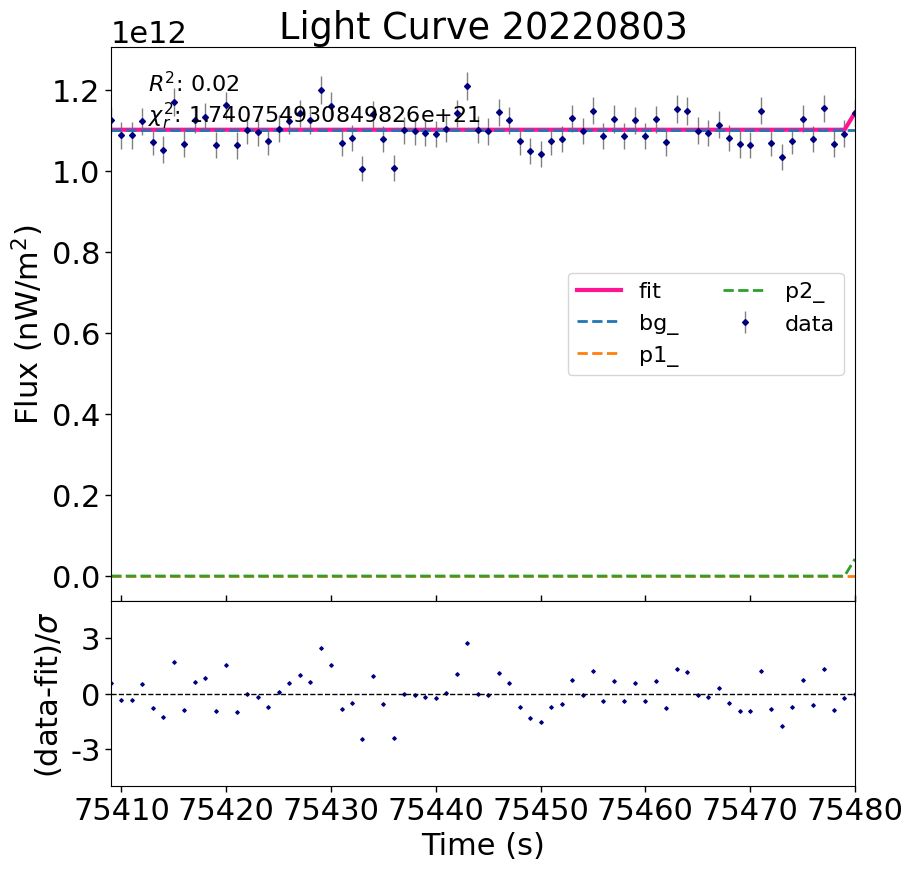 Light Curve 20220803
1e12
R²: 0.02
χ²ᵣ: 1.740754930849826e+21
1.2
1.0
0.8
0.6
0.4
0.2
0.0
Flux (nW/m²)
fit
bg_
p1_
p2_
data
3
0
-3
(data-fit)/σ
75410 75420 75430 75440 75450 75460 75470 75480
Time (s)